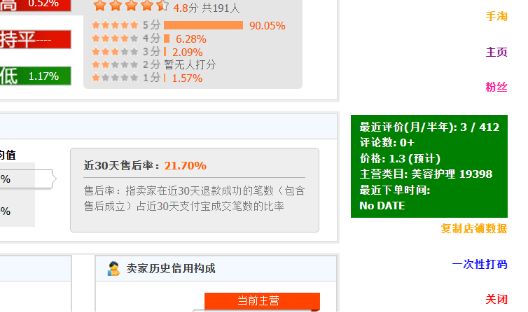 高 0.52%
持平 ----
低 1.17%
4.8分 共191人
5分 90.05%
4分 6.28%
3分 2.09%
2分 暂无人打分
1分 1.57%
均值
%
%
近30天售后率：21.70%
售后率：指卖家在近30天退款成功的笔数（包含
售后成立）占近30天支付宝成交笔数的比率
卖家历史信用构成
当前主营
手淘
主页
粉丝
最近评价(月/半年): 3 / 412
评论数: 0+
价格: 1.3 (预计)
主营类目: 美容护理 19398
最近下单时间:
No DATE
复制店铺数据
一次性打码
关闭